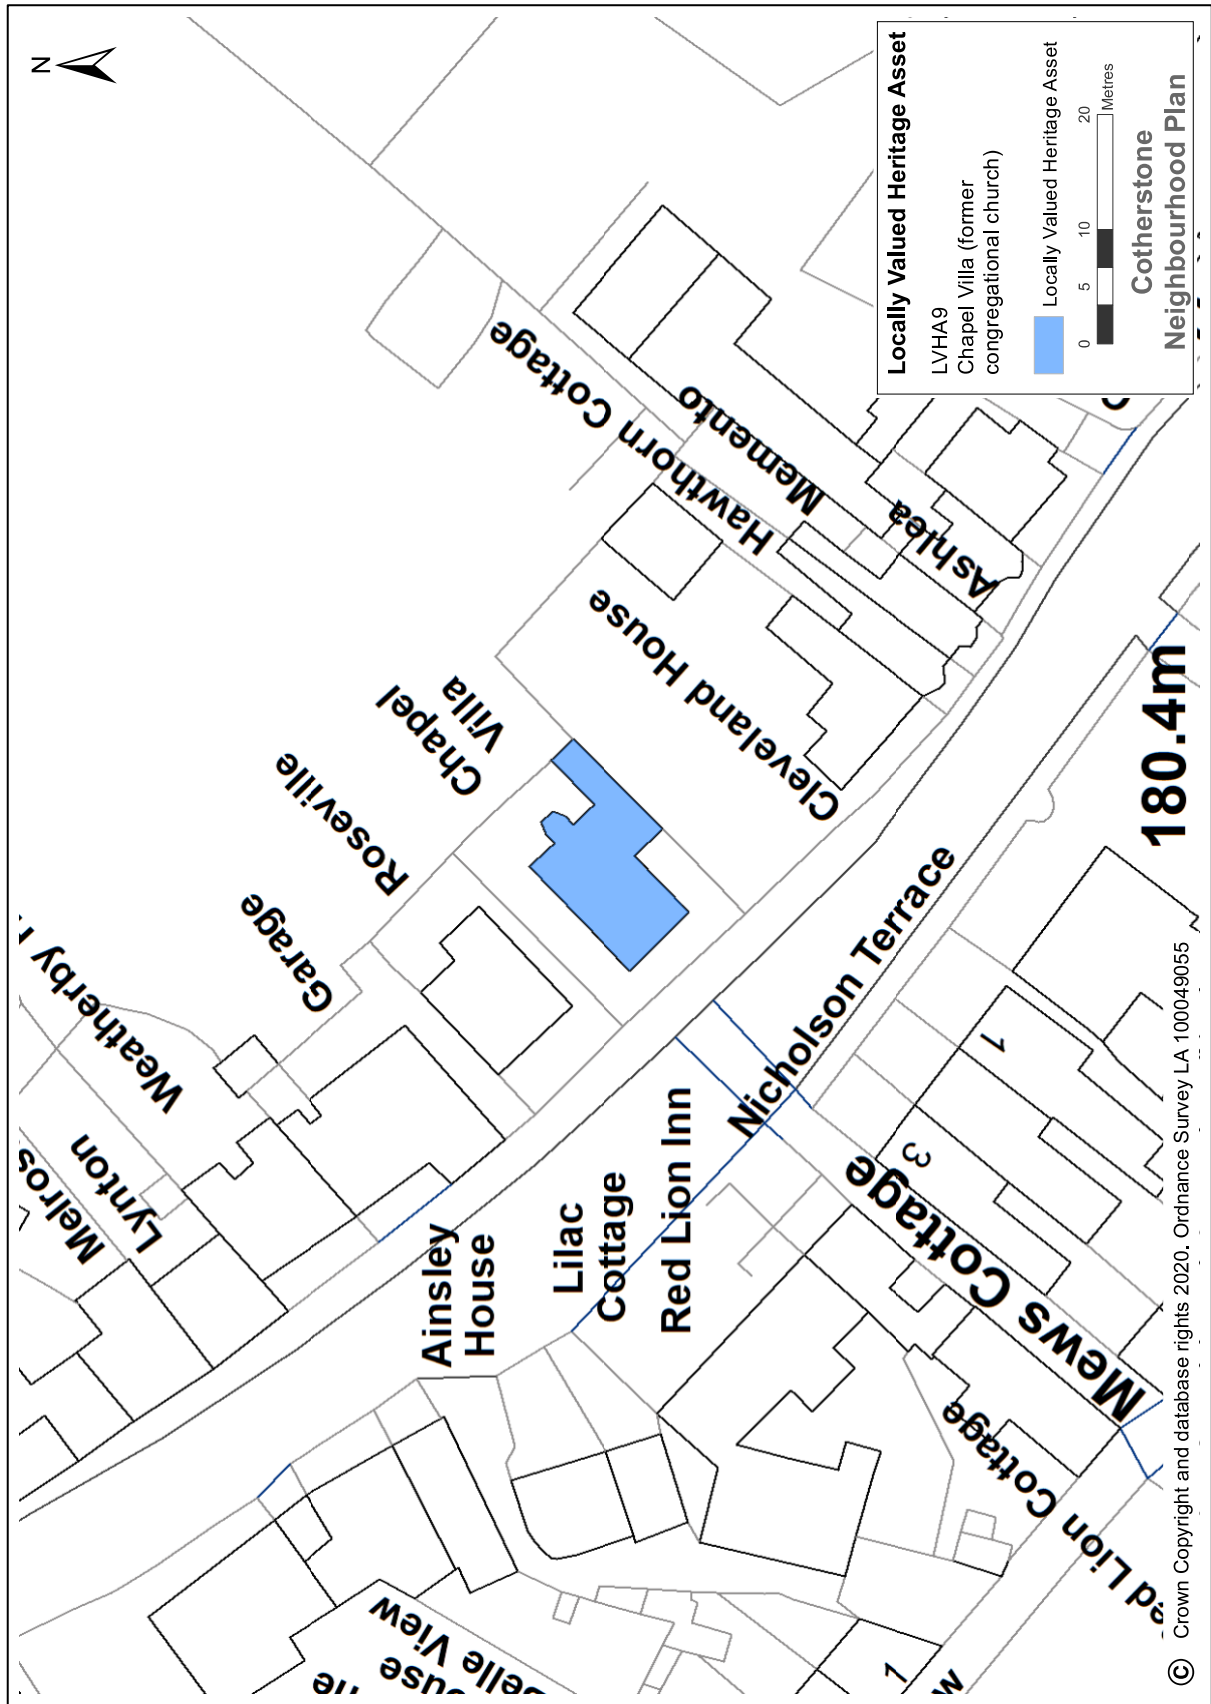 N
Locally Valued Heritage Asset
LVHA9
Chapel Villa (former
congregational church)
Locally Valued Heritage Asset
0 5 10 20
Metres
Cotherstone
Neighbourhood Plan
Weatherby
Melros
Lynton
Garage
Roseville
Chapel
Villa
Cleveland House
Hawthorn Cottage
Memento
Ashlea
180.4m
Nicholson Terrace
Ainsley
House
Lilac
Cottage
Red Lion Inn
1
3
Mews Cottage
ed Lion Cottage
Belle View
ouse
1
w
© Crown Copyright and database rights 2020. Ordnance Survey LA 100049055